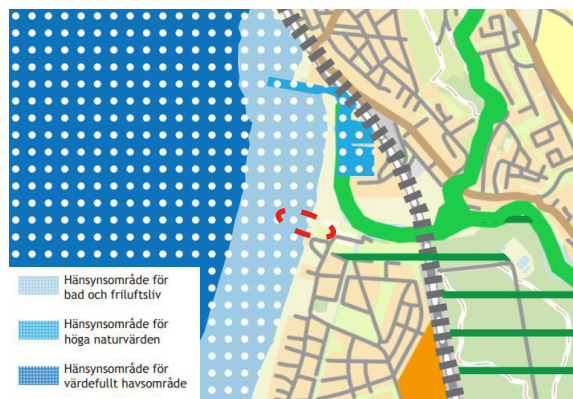 Hänsynsområde för
bad och friluftsliv
Hänsynsområde för
höga naturvärden
Hänsynsområde för
värdefullt havsområde